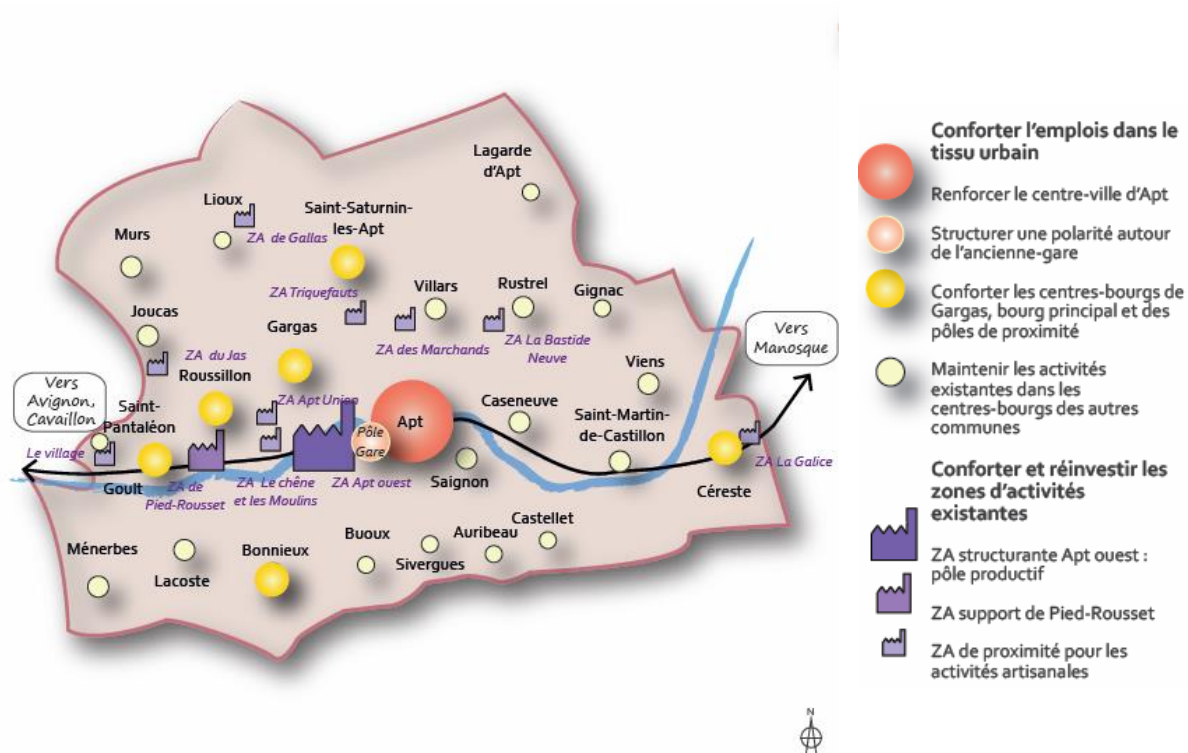 Lagarde
d'Apt
Lioux
Saint-Saturnin-
les-Apt
ZA de Gallas
Murs
ZA Triquefauts
Villars
Rustrel
Gignac
Joucas
Gargas
Vers
Manosque
ZA du Jas
ZA des Marchands
ZA La Bastide
Neuve
Roussillon
Viens
Vers
Avignon,
Cavaillon
Saint-
Pantaléon
ZA Apt Union
Apt
Caseneuve
Saint-Martin-
de-Castillon
Pôle
Gare
Le village
ZA La Galice
Goult
ZA de
Pied-Rousset
ZA Le chêne
et les Moulins
ZA Apt ouest
Saignon
Céreste
Ménerbes
Lacoste
Bonnieux
Buoux
Sivergues
Auribeau
Castellet
N
Conforter l'emplois dans le
tissu urbain
Renforcer le centre-ville d'Apt
Structurer une polarité autour
de l'ancienne-gare
Conforter les centres-bourgs de
Gargas, bourg principal et des
pôles de proximité
Maintenir les activités
existantes dans les
centres-bourgs des autres
communes
Conforter et réinvestir les
zones d'activités
existantes
ZA structurante Apt ouest :
pôle productif
ZA support de Pied-Rousset
ZA de proximité pour les
activités artisanales